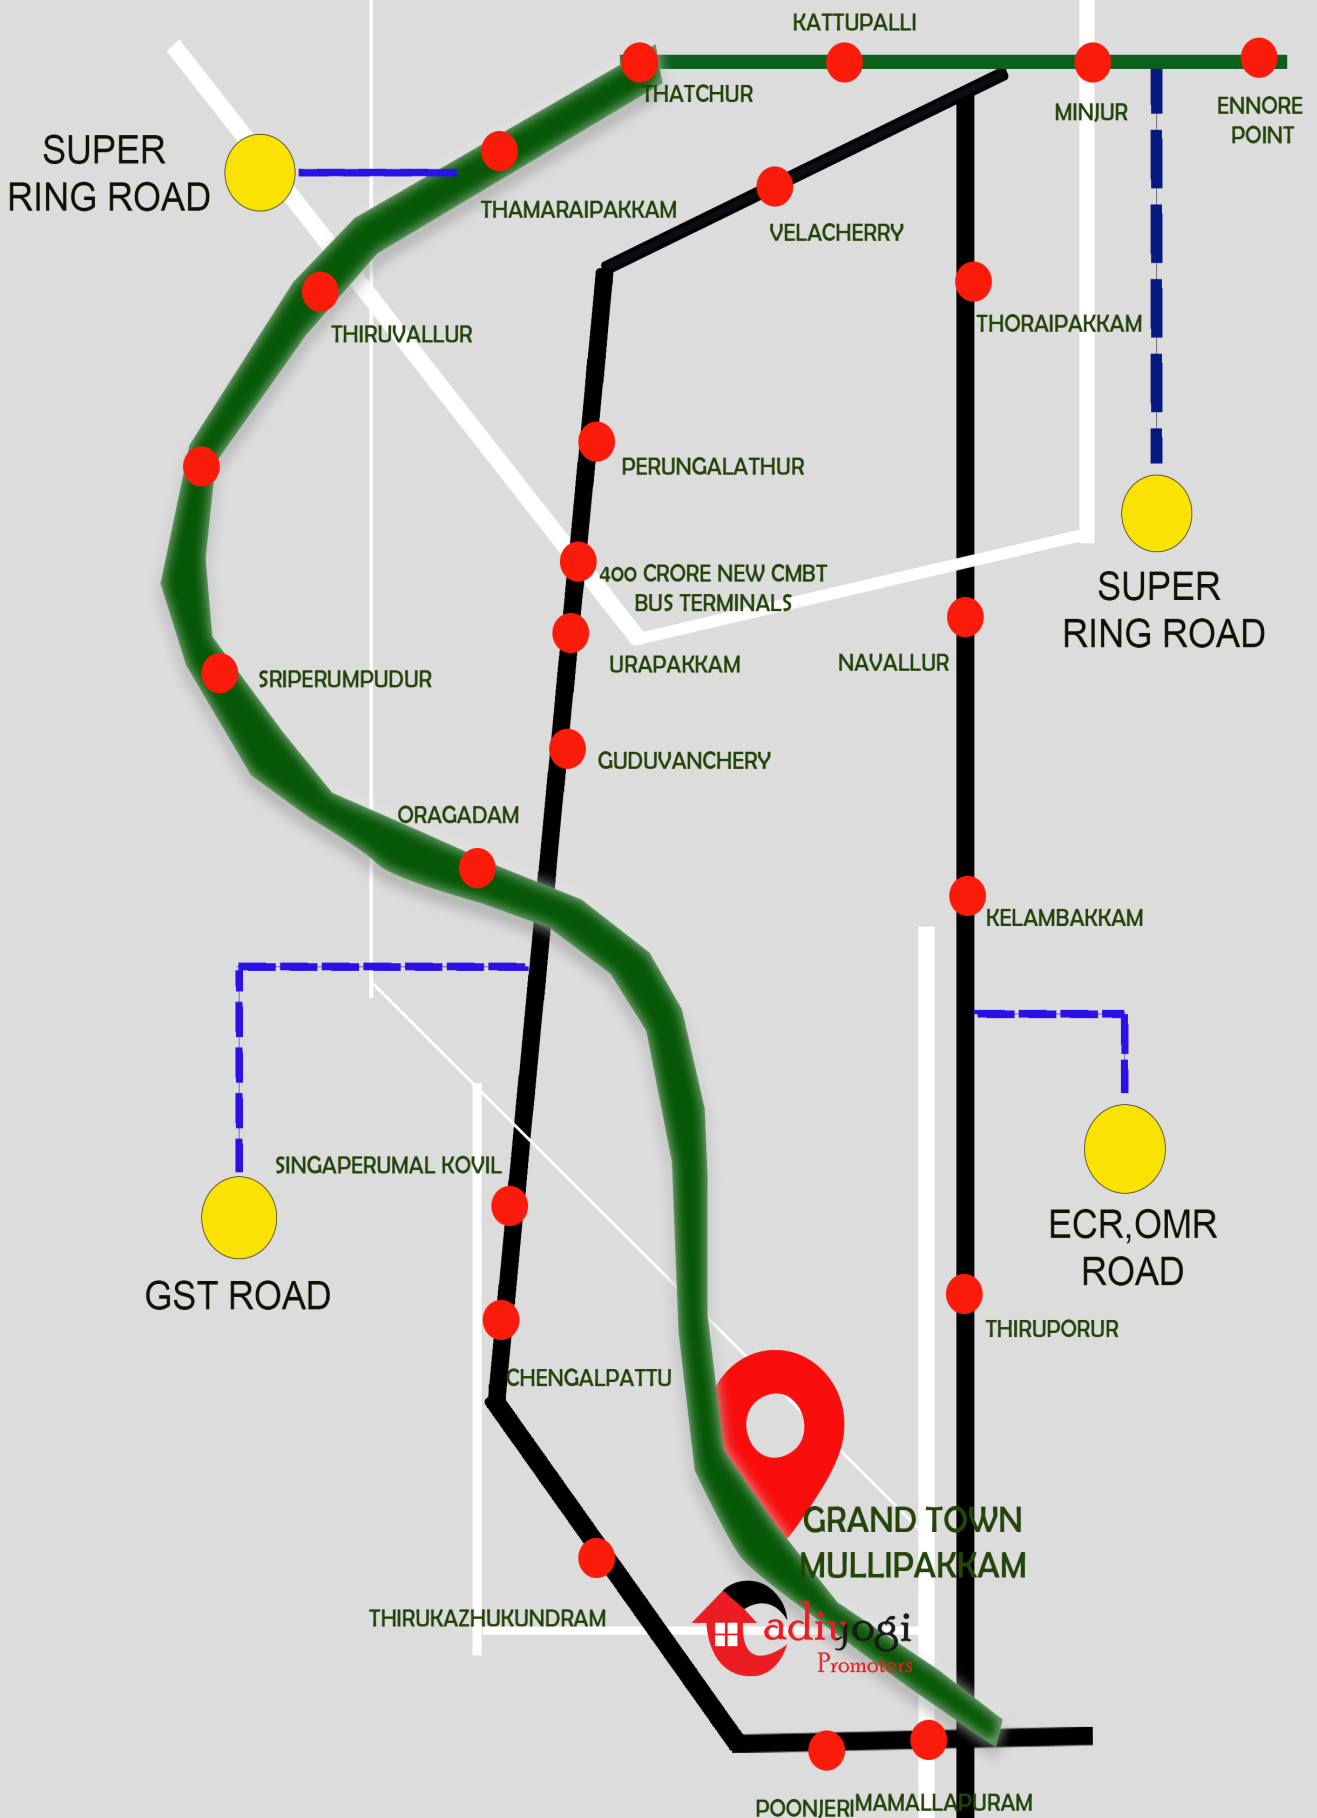 KATTUPALLI
THATCHUR
MINJUR
ENNORE
POINT
SUPER
RING ROAD
THAMARAIPAKKAM
VELACHERRY
THIRUVALLUR
THORAIPAKKAM
PERUNGALATHUR
400 CRORE NEW CMBT
BUS TERMINALS
SUPER
RING ROAD
URAPAKKAM
NAVALLUR
SRIPERUMPUDUR
GUDUVANCHERY
ORAGADAM
KELAMBAKKAM
SINGAPERUMAL KOVIL
ECR,OMR
ROAD
GST ROAD
THIRUPORUR
CHENGALPATTU
GRAND TOWN
MULLIPAKKAM
THIRUKAZHUKUNDRAM
adiyogi
Promoters
POONJERI
MAMALLAPURAM